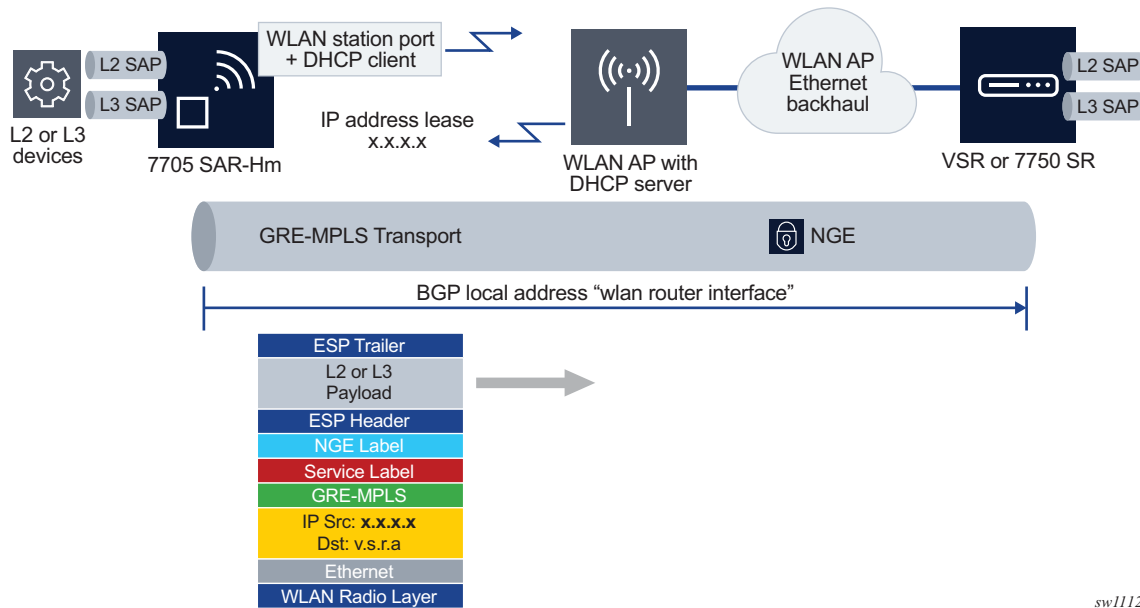 WLAN station port
+ DHCP client
L2 SAP
L3 SAP
L2 or L3
devices
7705 SAR-Hm
IP address lease
x.x.x.x
WLAN AP with
DHCP server
WLAN AP
Ethernet
backhaul
L2 SAP
L3 SAP
VSR or 7750 SR
GRE-MPLS Transport
NGE
BGP local address “wlan router interface”
ESP Trailer
L2 or L3
Payload
ESP Header
NGE Label
Service Label
GRE-MPLS
IP Src: x.x.x.x
Dst: v.s.r.a
Ethernet
WLAN Radio Layer
sw1112